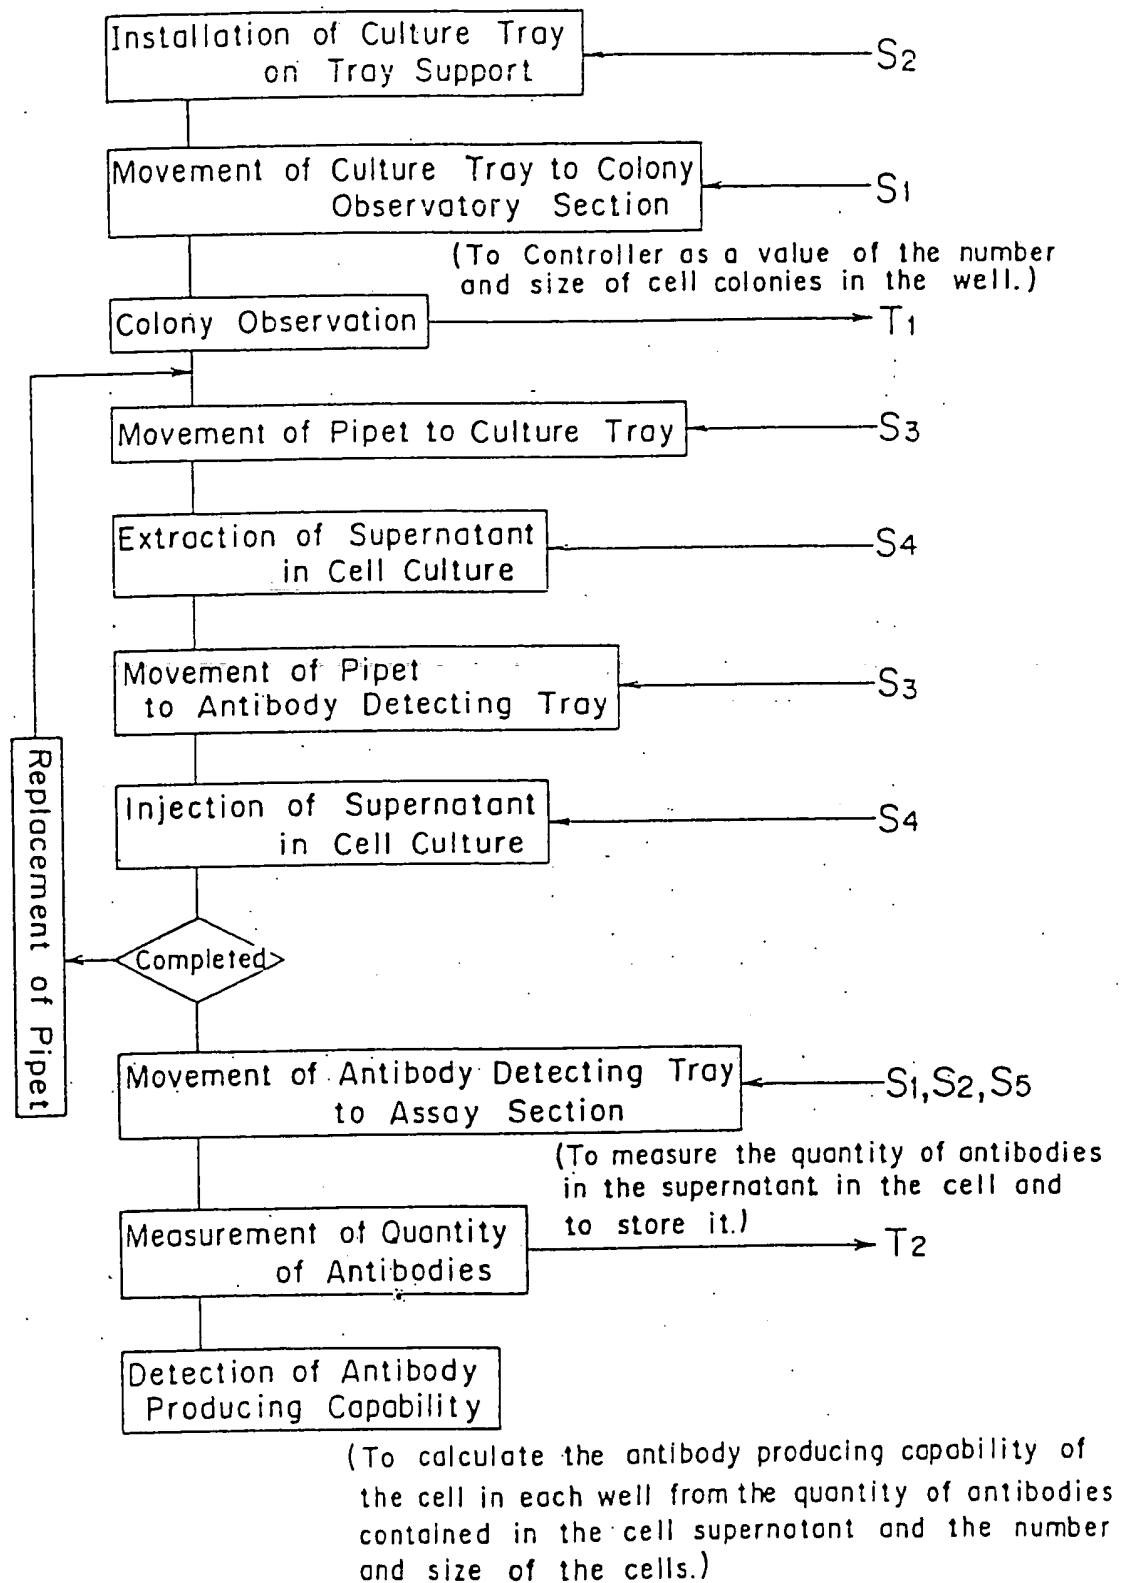 Installation of Culture Tray
on Tray Support
S2
Movement of Culture Tray to Colony
Observatory Section
S1
(To Controller as a value of the number
and size of cell colonies in the well.)
Colony Observation
T1
Movement of Pipet to Culture Tray
S3
Extraction of Supernatant
in Cell Culture
S4
Movement of Pipet
to Antibody Detecting Tray
S3
Replacement of Pipet
Injection of Supernatant
in Cell Culture
S4
Completed
Movement of Antibody Detecting Tray
to Assay Section
S1,S2,S5
(To measure the quantity of antibodies
in the supernatant in the cell and
to store it.)
Measurement of Quantity
of Antibodies
T2
Detection of Antibody
Producing Capability
(To calculate the antibody producing capability of
the cell in each well from the quantity of antibodies
contained in the cell supernatant and the number
and size of the cells.)